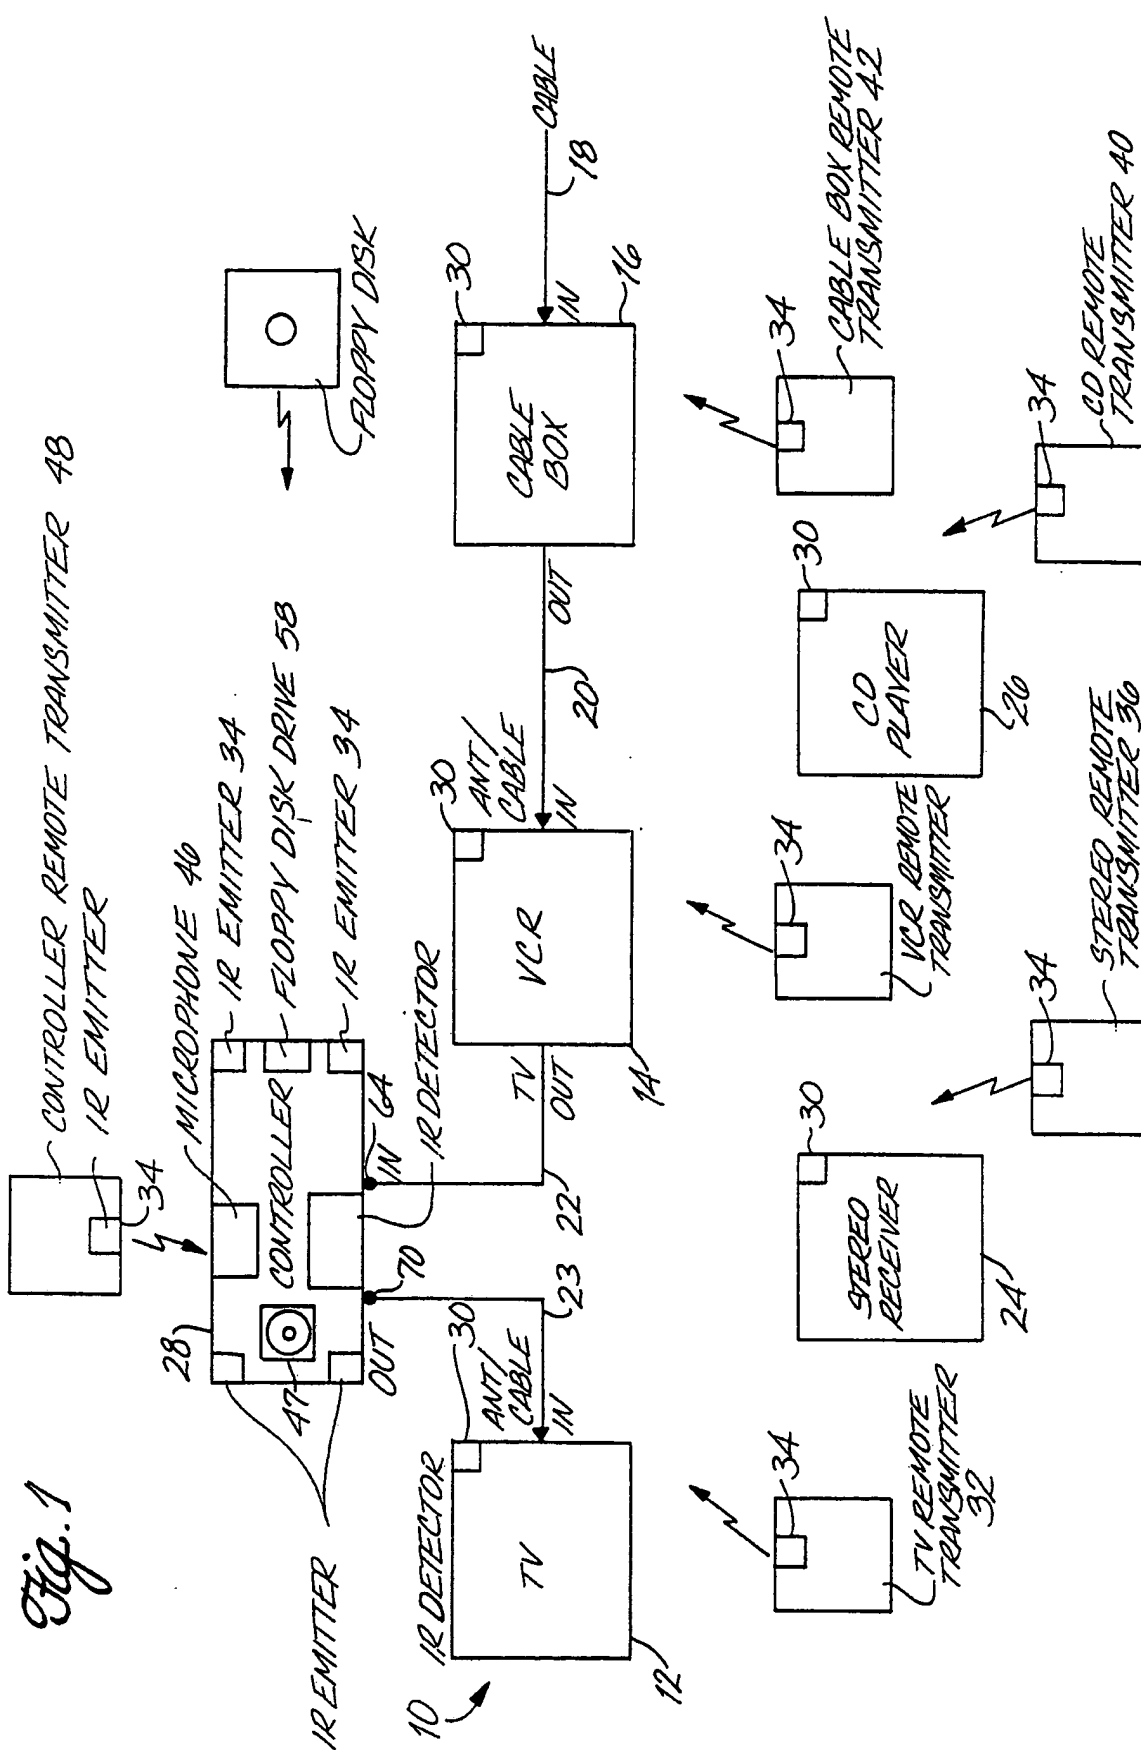 Fig. 1
CONTROLLER REMOTE TRANSMITTER 48
IR EMITTER
34
MICROPHONE 46
IR EMITTER 34
FLOPPY DISK DRIVE 58
IR EMITTER 34
28
CONTROLLER
47
IR EMITTER
OUT
70
IN
64
IR DETECTOR
FLOPPY DISK
10
IR DETECTOR
30
ANT/
CABLE
IN
TV
12
23
22
TV
OUT
30
ANT/
CABLE
IN
VCR
14
20
OUT
30
CABLE
BOX
IN
16
18
CABLE
34
TV REMOTE
TRANSMITTER
32
30
STEREO
RECEIVER
24
34
VCR REMOTE
TRANSMITTER
30
CD
PLAYER
26
34
CABLE BOX REMOTE
TRANSMITTER 42
34
STEREO REMOTE
TRANSMITTER 36
34
CD REMOTE
TRANSMITTER 40